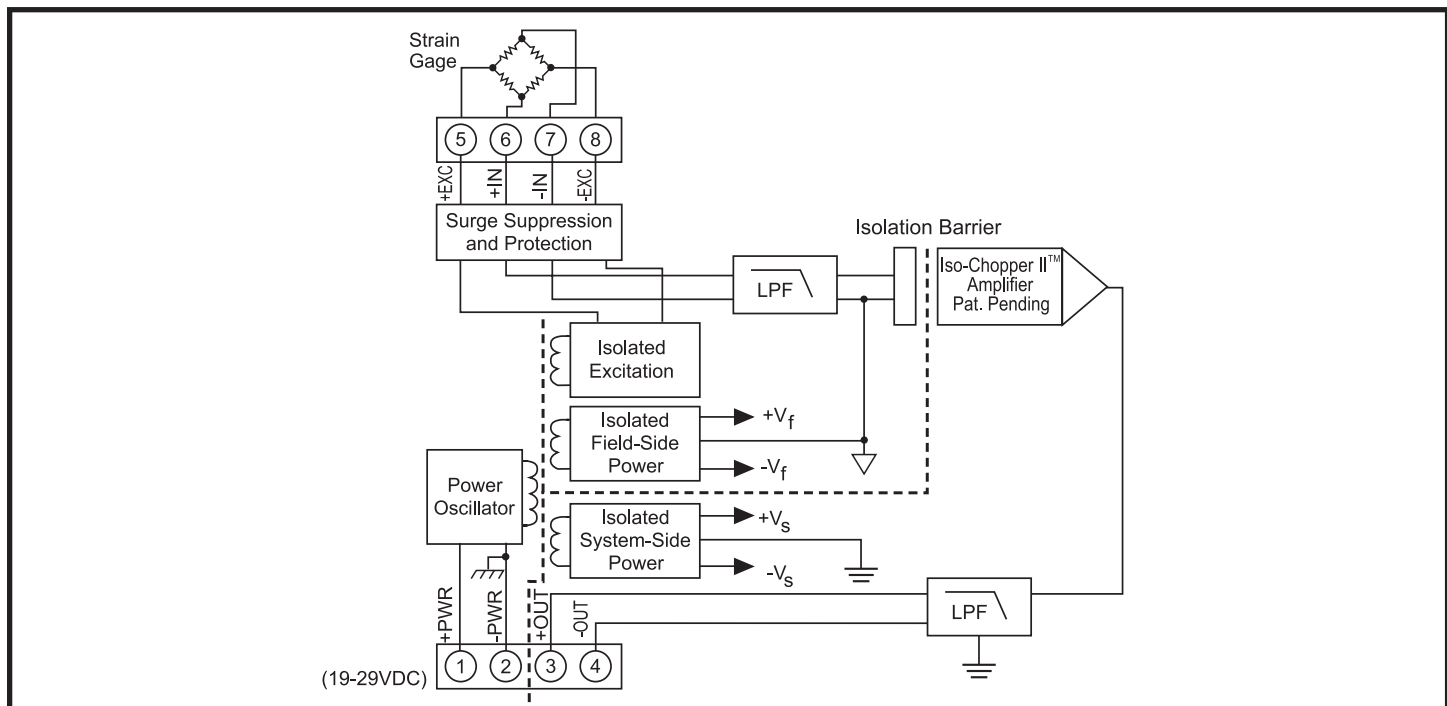 Strain
Gage
5 6 7 8
+EXC
+IN
-IN
-EXC
Surge Suppression
and Protection
Isolation Barrier
LPF
Iso-Chopper II™
Amplifier
Pat. Pending
Isolated
Excitation
Isolated
Field-Side
Power
+Vf
-Vf
Power
Oscillator
Isolated
System-Side
Power
+Vs
-Vs
+PWR
-PWR
+OUT
-OUT
LPF
(19-29VDC)
1 2 3 4